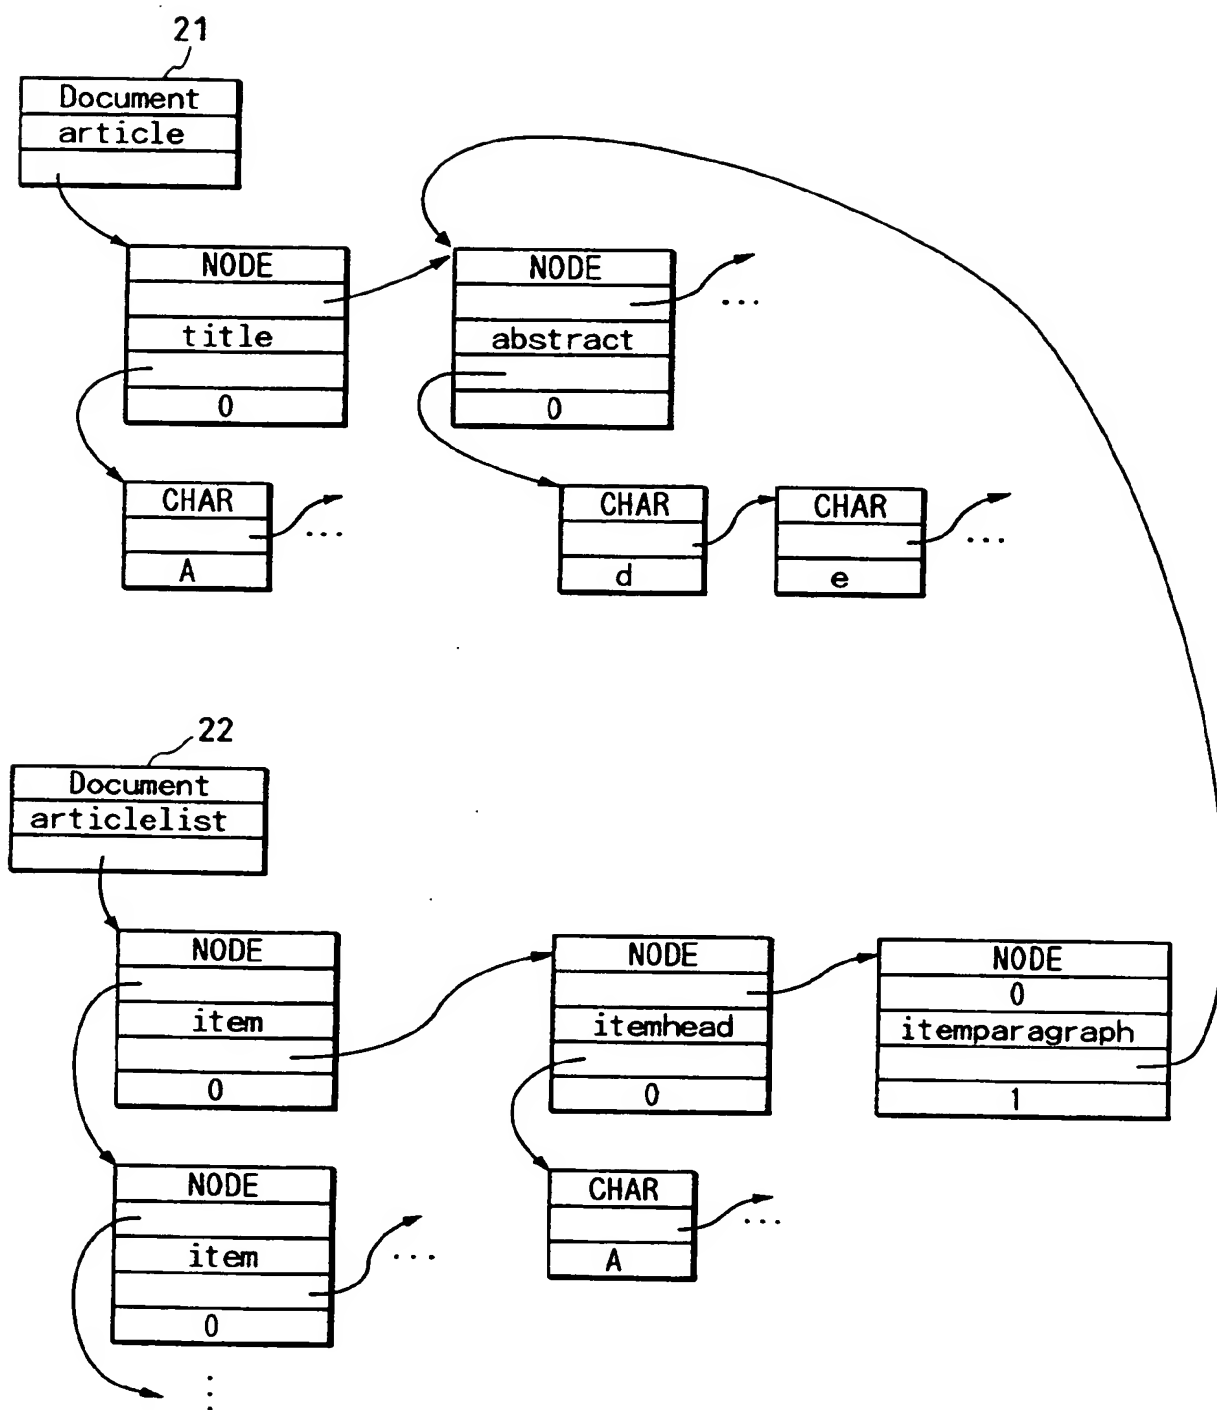 21
Document
article
NODE
title
0
NODE
abstract
0
...
CHAR
A
...
CHAR
d
CHAR
e
...
22
Document
articlelist
NODE
item
0
NODE
itemhead
0
NODE
0
itemparagraph
1
NODE
item
0
...
CHAR
A
...